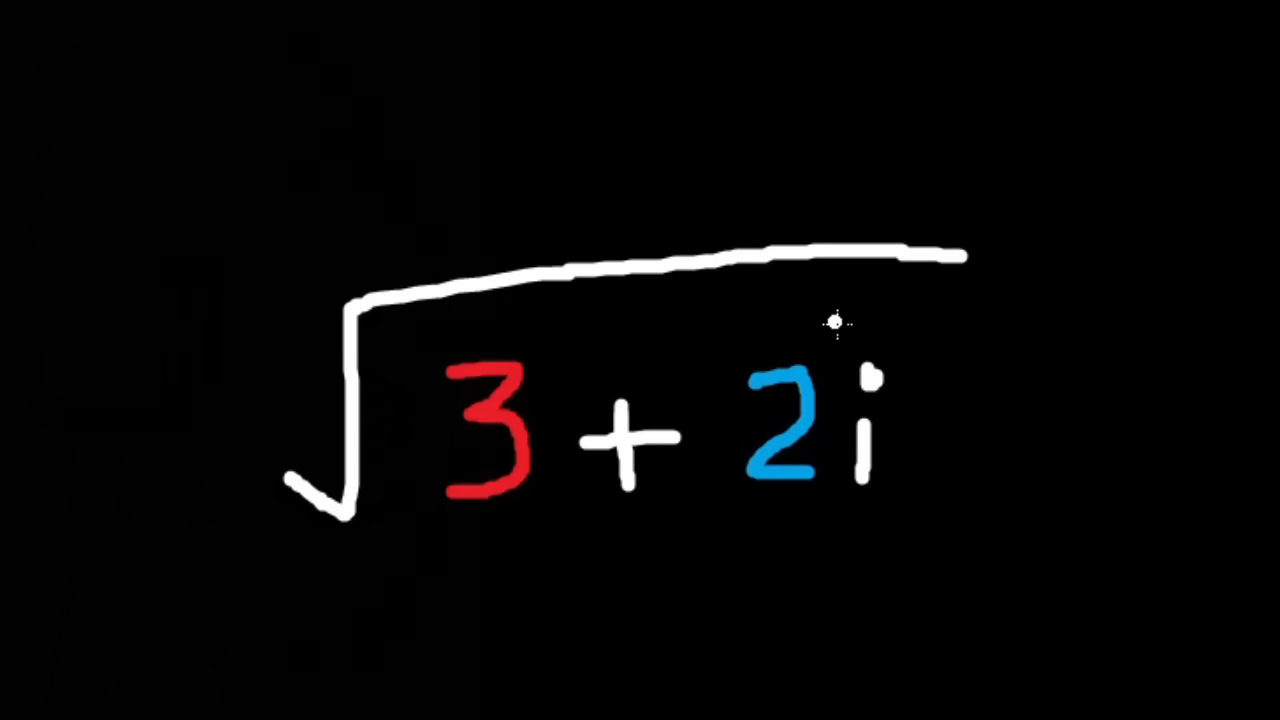 √3 + 2i